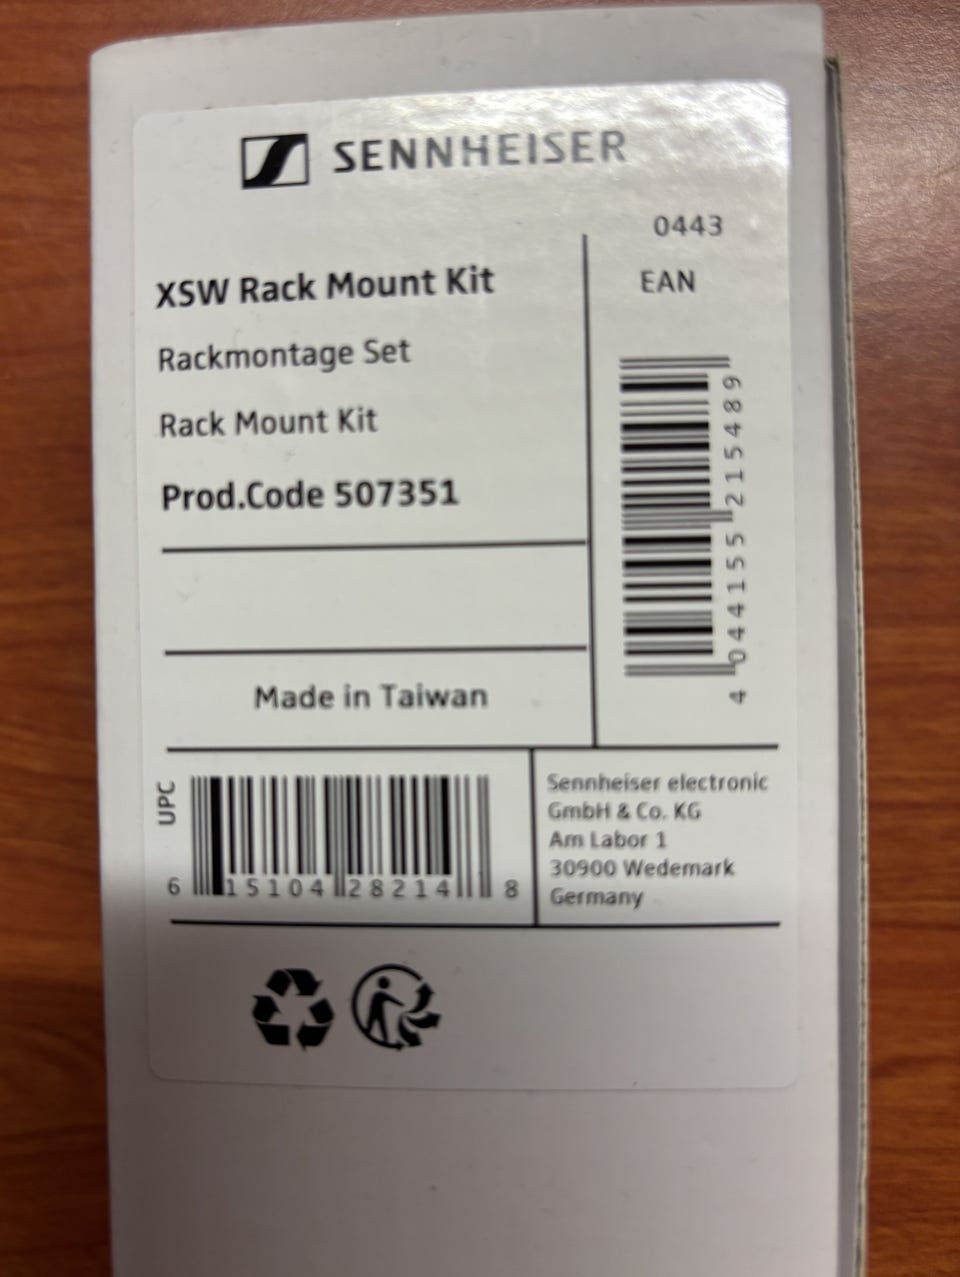 SENNHEISER
0443
EAN
XSW Rack Mount Kit
Rackmontage Set
Rack Mount Kit
Prod.Code 507351
4 044155 215489
Made in Taiwan
UPC
6 15104 28214 8
Sennheiser electronic
GmbH & Co. KG
Am Labor 1
30900 Wedemark
Germany